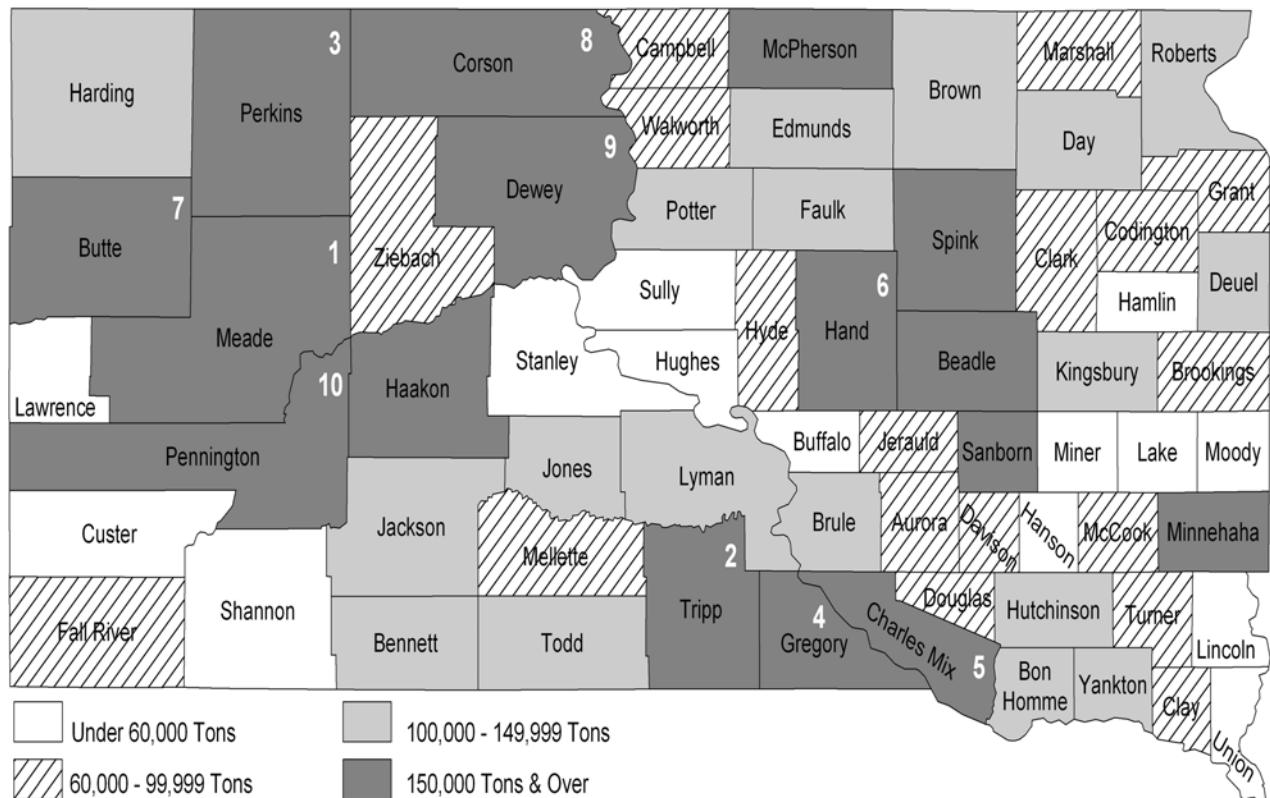 3
8
Campbell
McPherson
Marshall
Roberts
Harding
Corson
Brown
Perkins
Walworth
Edmunds
Day
9
7
Dewey
Potter
Faulk
Grant
Butte
1
Ziebach
Spink
Clark
Codington
Sully
6
Deuel
Hamlin
Meade
Hyde
Hand
Stanley
Hughes
Beadle
Kingsbury
Brookings
10
Haakon
Lawrence
Buffalo
Jerauld
Sanborn
Miner
Lake
Moody
Pennington
Jones
Lyman
Custer
Jackson
Brule
Aurora
Davison
Hanson
McCook
Minnehaha
Mellette
2
Shannon
Tripp
4
Charles Mix
Douglas
Hutchinson
Turner
Fall River
Bennett
Todd
Gregory
5
Lincoln
Bon
Homme
Yankton
Clay
Union
Under 60,000 Tons
100,000 - 149,999 Tons
60,000 - 99,999 Tons
150,000 Tons & Over